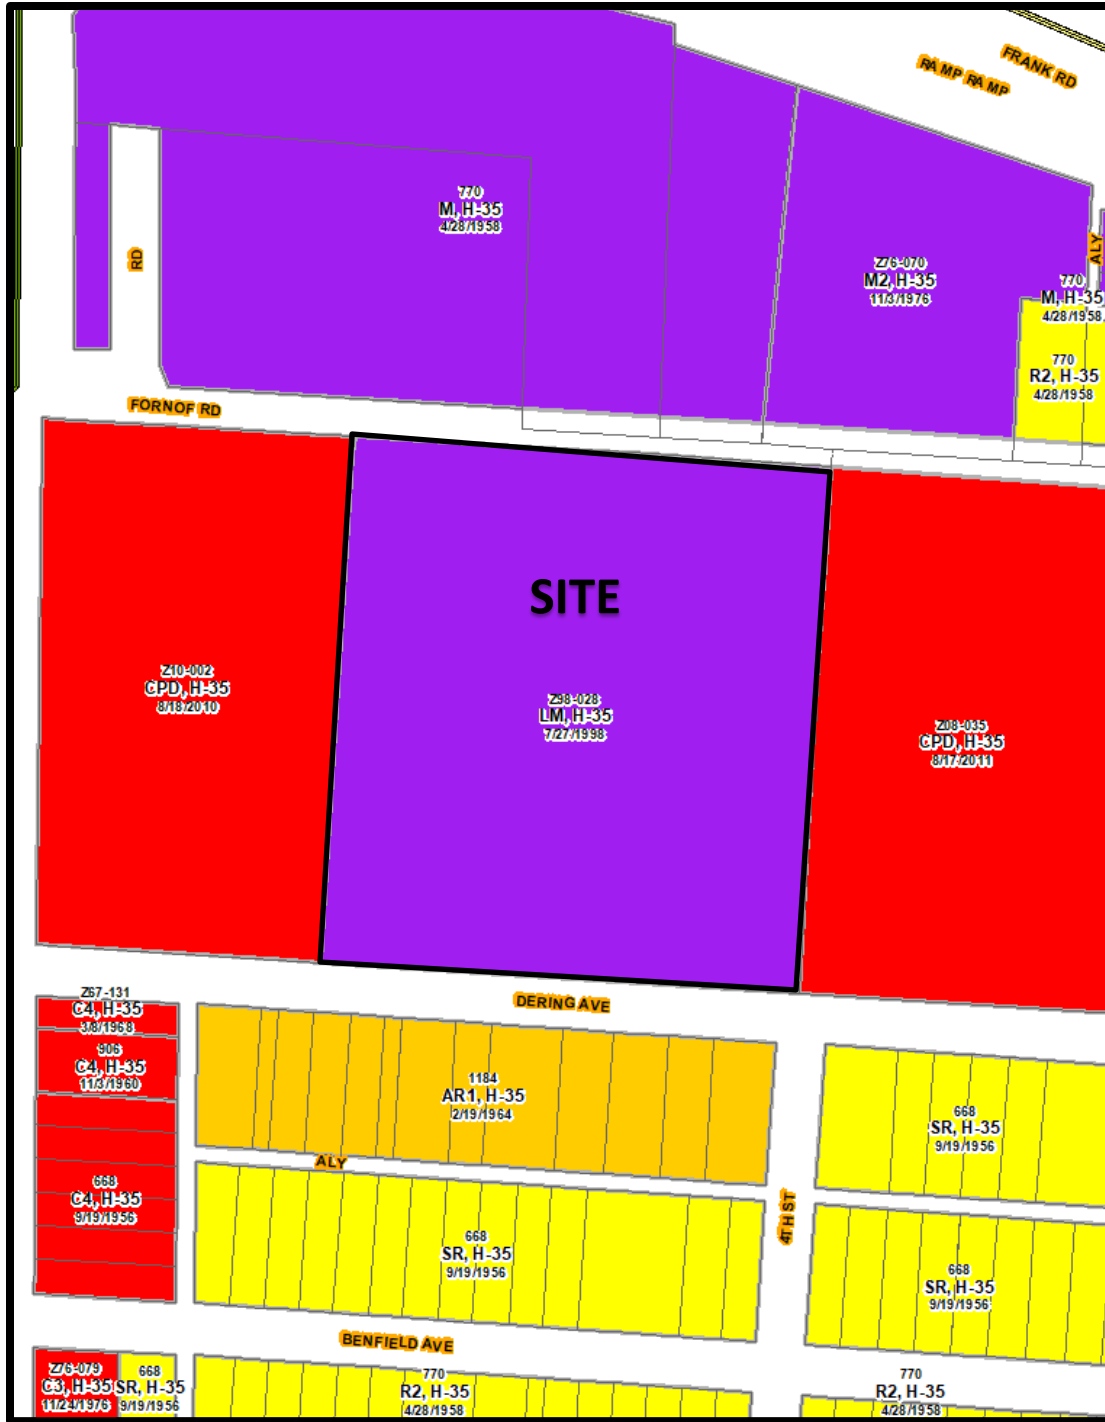 FRANK RD
RAMP RAMP
770
M, H-35
4/28/1958
RD
ALY
Z76-070
M2, H-35
11/3/1976
770
M, H-35
4/28/1958
770
R2, H-35
4/28/1958
FORNOF RD
SITE
Z10-002
CPD, H-35
8/18/2010
Z98-028
LM, H-35
7/27/1998
Z08-035
CPD, H-35
8/17/2011
Z67-131
C4, H-35
3/8/1968
DERING AVE
906
C4, H-35
11/3/1960
1184
AR1, H-35
2/19/1964
668
SR, H-35
9/19/1956
ALY
668
C4, H-35
9/19/1956
4TH ST
668
SR, H-35
9/19/1956
668
SR, H-35
9/19/1956
BENFIELD AVE
Z76-079
C3, H-35
11/24/1976
668
SR, H-35
9/19/1956
770
R2, H-35
4/28/1958
770
R2, H-35
4/28/1958